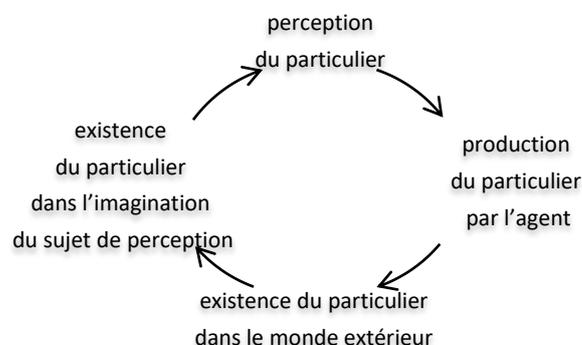 perception
du particulier
production
du particulier
par l’agent
existence du particulier
dans le monde extérieur
existence
du particulier
dans l’imagination
du sujet de perception